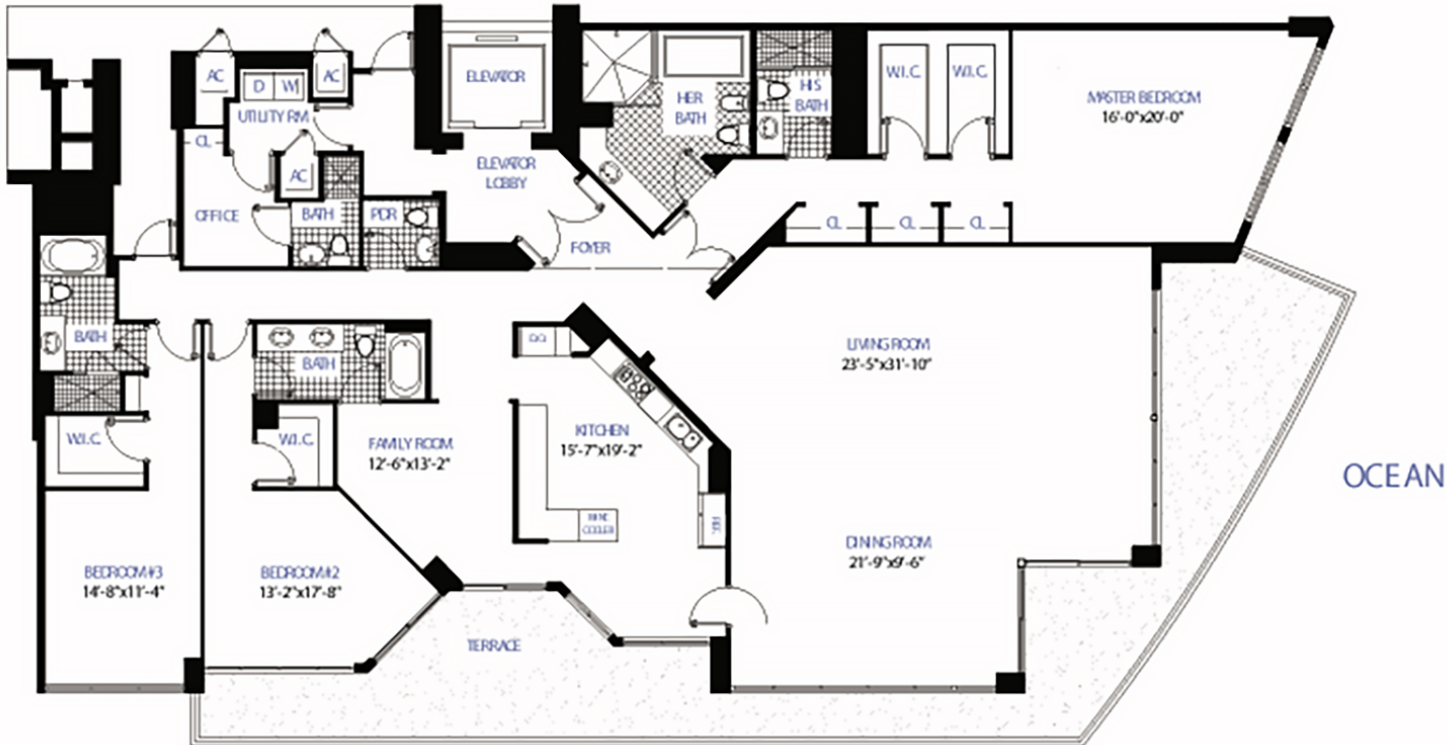 AC
AC
D W
UTILITY RM
CL
AC
OFFICE
BATH
PDR
ELEVATOR
ELEVATOR
LOBBY
FOYER
HER
BATH
HIS
BATH
W.I.C.
W.I.C.
MASTER BEDROOM
16'-0"x20'-0"
CL
CL
CL
BATH
BATH
W.I.C.
W.I.C.
FAMILY ROOM
12'-6"x13'-2"
KITCHEN
15'-7"x19'-2"
WINE
COOLER
REF.
LIVING ROOM
23'-5"x31'-10"
OCEAN
DINING ROOM
21'-9"x9'-6"
BEDROOM #3
14'-8"x11'-4"
BEDROOM #2
13'-2"x17'-8"
TERRACE